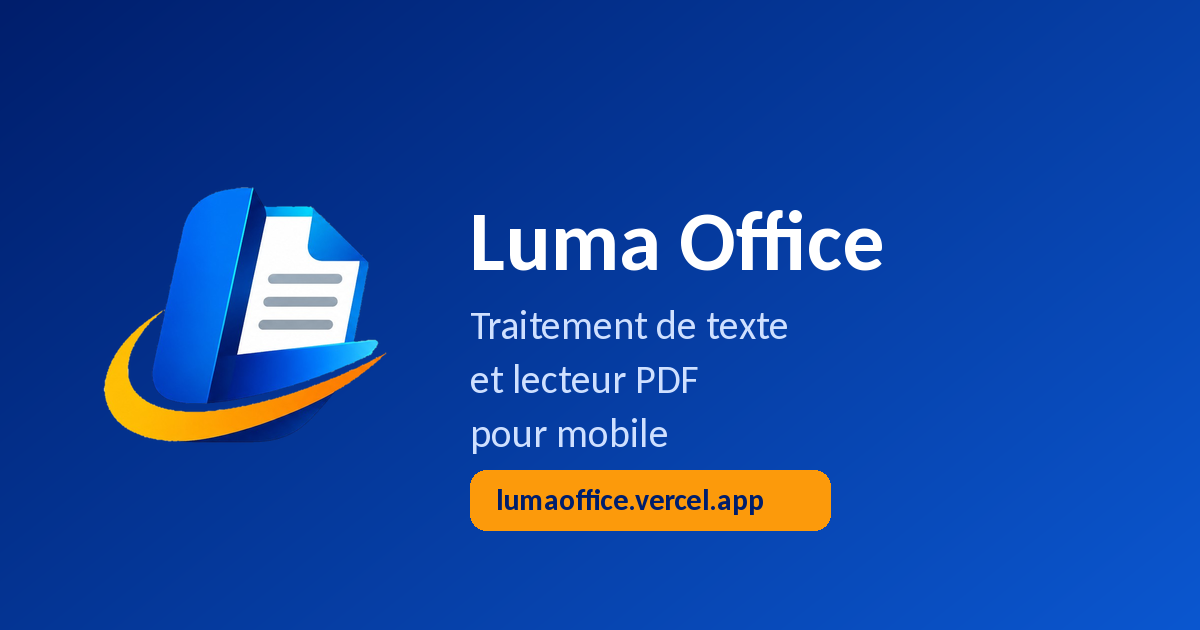 Luma Office
Traitement de texte
et lecteur PDF
pour mobile
lumaoffice.vercel.app